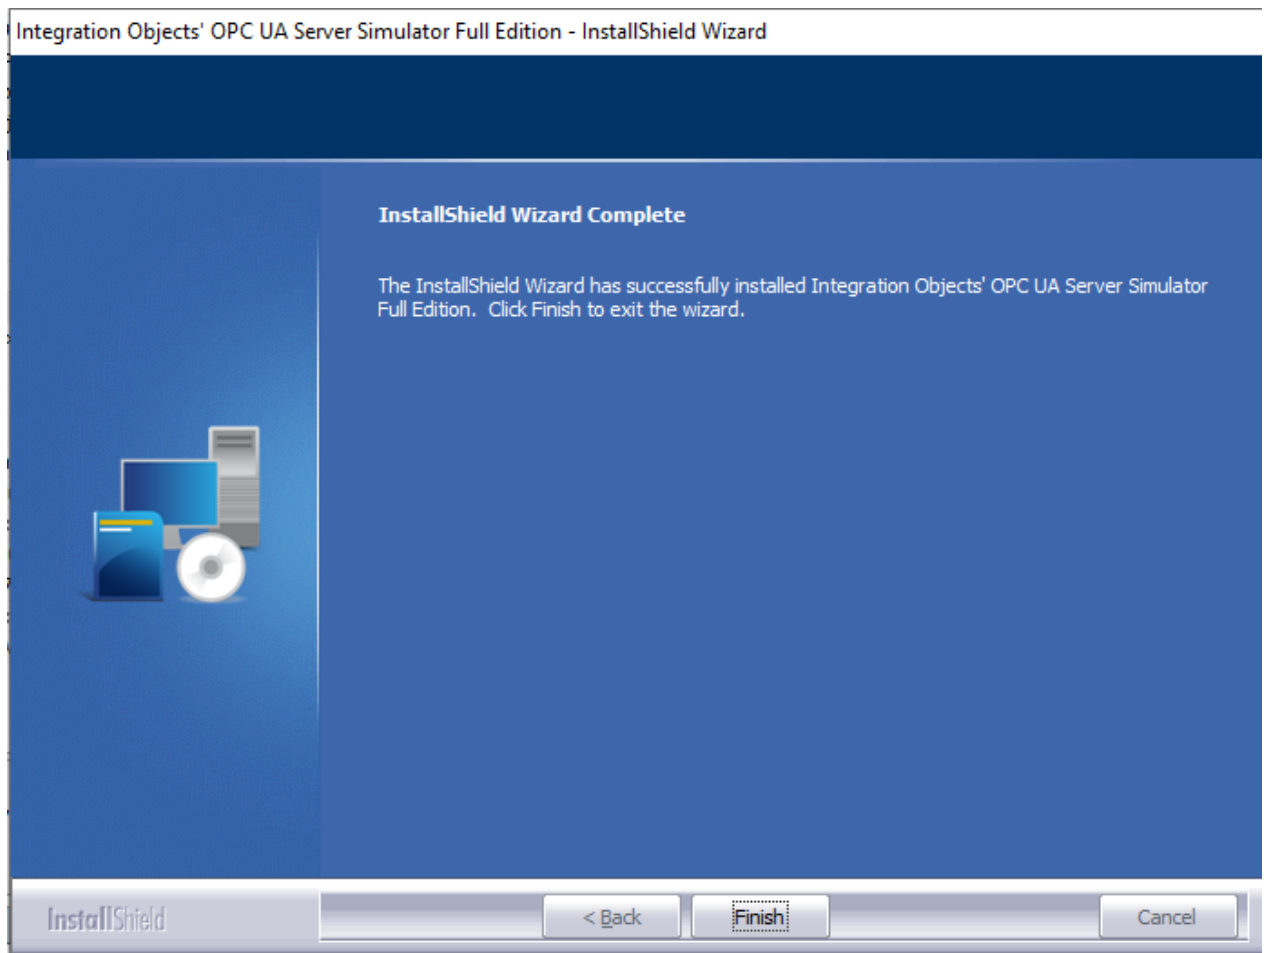 Integration Objects' OPC UA Server Simulator Full Edition - InstallShield Wizard
InstallShield Wizard Complete
The InstallShield Wizard has successfully installed Integration Objects' OPC UA Server Simulator
Full Edition.  Click Finish to exit the wizard.
InstallShield
< Back
Finish
Cancel